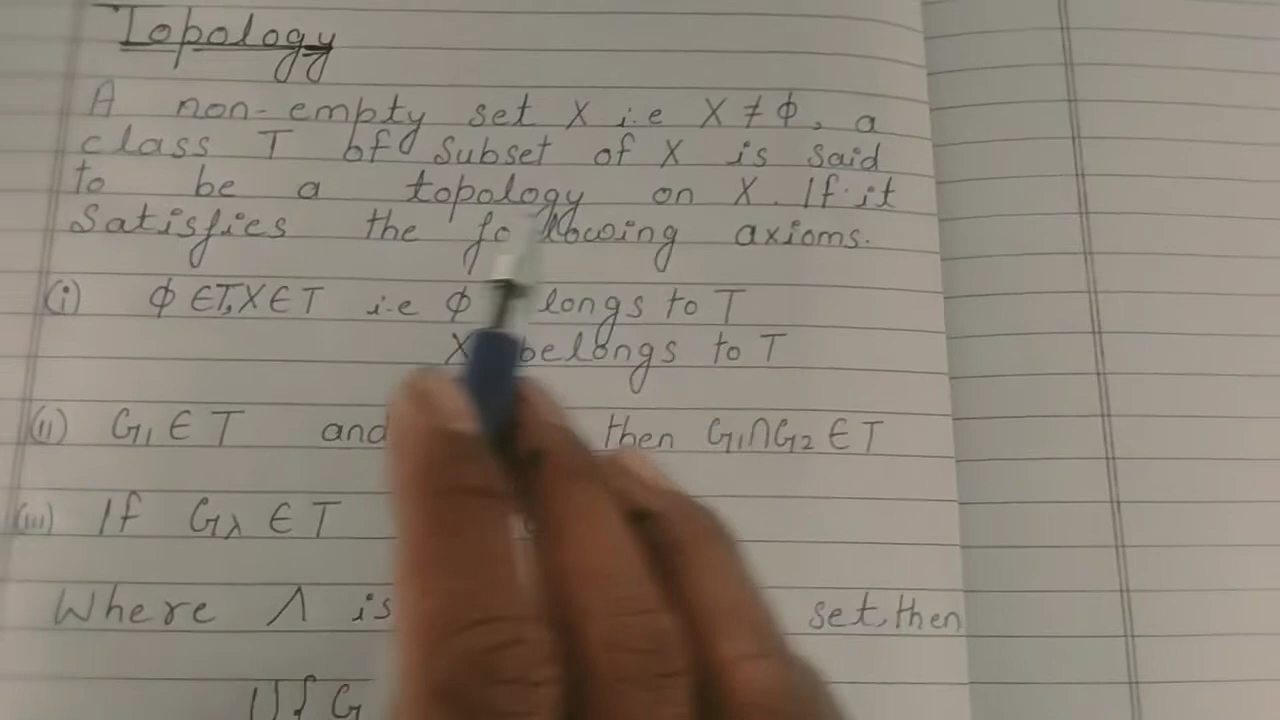 Topology
A non-empty set X i.e X ≠ ϕ, a
class T of subset of X is said
to be a topology on X. If it
Satisfies the following axioms.
(i) ϕ ∈ T, X ∈ T i.e ϕ longs to T
X belongs to T
(ii) G₁ ∈ T and then G₁∩G₂ ∈ T
(iii) If Gλ ∈ T
Where Λ is set, then
∪{G